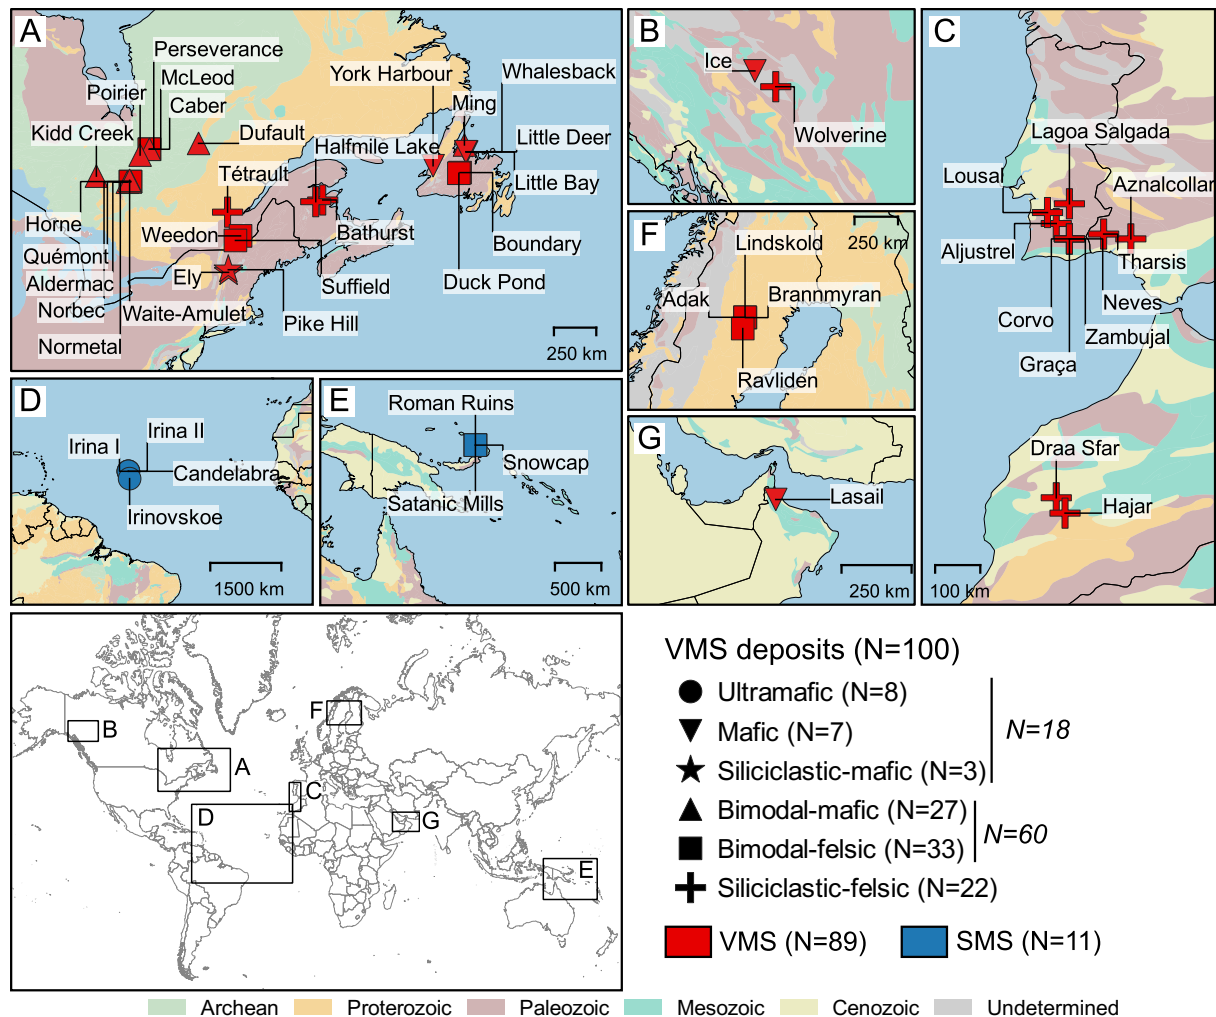 A
Perseverance
McLeod
Poirier
Caber
Kidd Creek
Dufault
York Harbour
Whalesback
Ming
Halfmile Lake
Little Deer
Tétrault
Little Bay
Horne
Weedon
Bathurst
Boundary
Quémont
Aldermac
Ely
Suffield
Duck Pond
Norbec
Waite-Amulet
Pike Hill
Normetal
250 km
B
Ice
Wolverine
C
Lagoa Salgada
Lousal
Aznalcollar
Aljustrel
Tharsis
Neves
Corvo
Zambujal
Graça
Draa Sfar
Hajar
100 km
F
250 km
Lindskold
Adak
Brannmyran
Ravliden
D
Irina II
Irina I
Candelabra
Irinovskoe
1500 km
E
Roman Ruins
Snowcap
Satanic Mills
500 km
G
Lasail
250 km
F
B
A
C
D
G
E
VMS deposits (N=100)
Ultramafic (N=8)
Mafic (N=7)
N=18
Siliciclastic-mafic (N=3)
Bimodal-mafic (N=27)
N=60
Bimodal-felsic (N=33)
Siliciclastic-felsic (N=22)
VMS (N=89) SMS (N=11)
Archean Proterozoic Paleozoic Mesozoic Cenozoic Undetermined